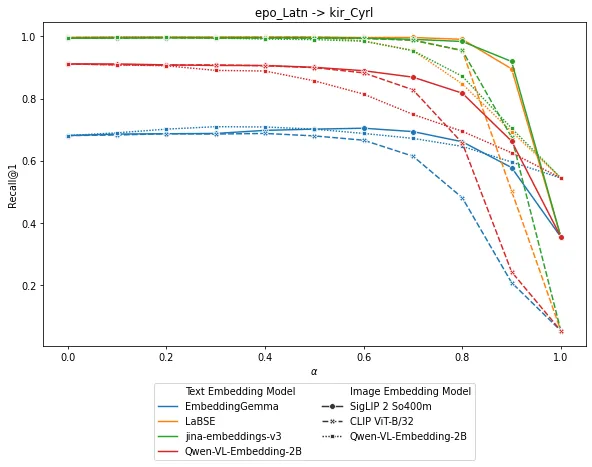 epo_Latn -> kir_Cyrl
Recall@1
1.0
0.8
0.6
0.4
0.2
0.0 0.2 0.4 0.6 0.8 1.0
α
Text Embedding Model Image Embedding Model
EmbeddingGemma SigLIP 2 So400m
LaBSE CLIP ViT-B/32
jina-embeddings-v3 Qwen-VL-Embedding-2B
Qwen-VL-Embedding-2B